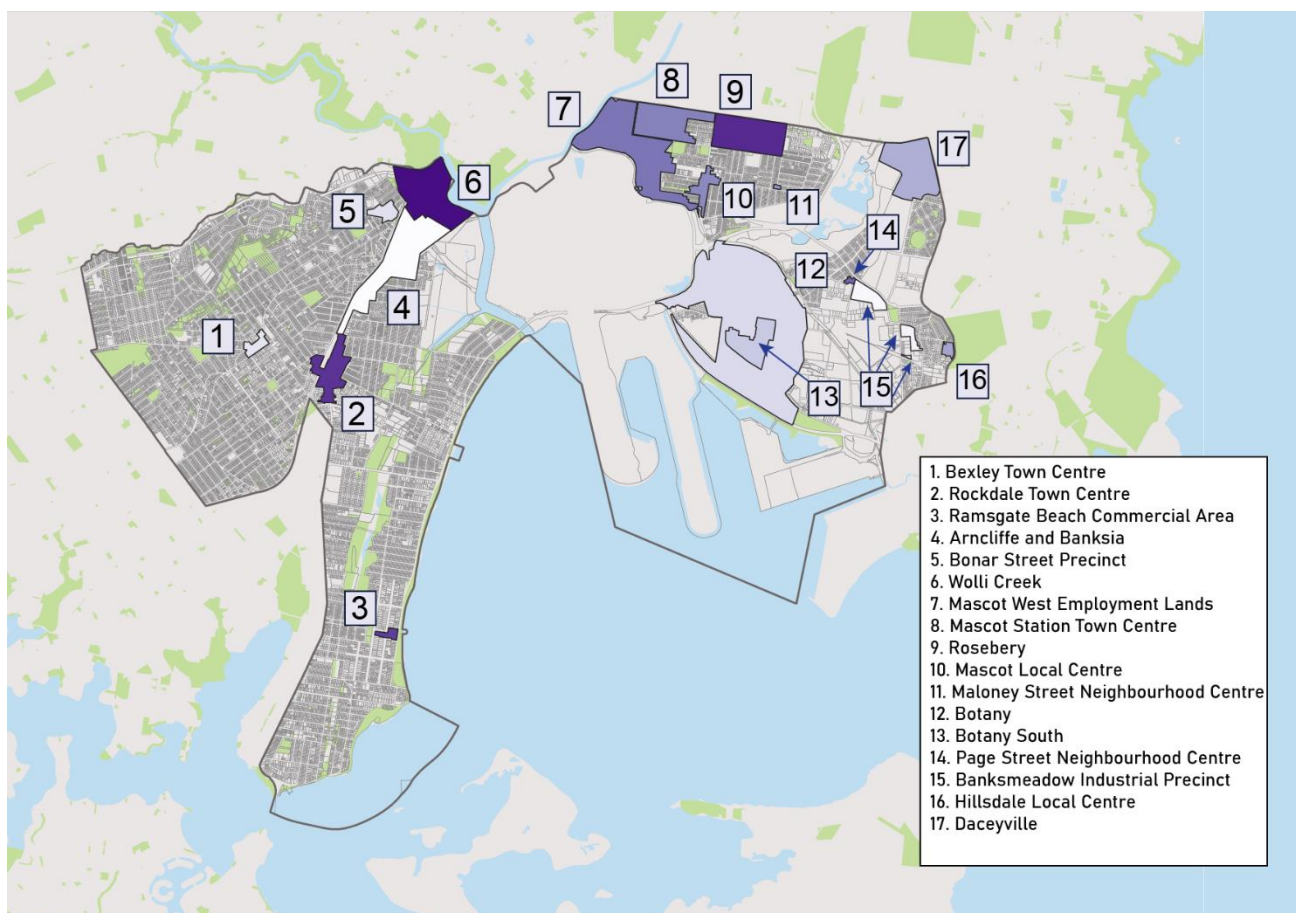 8
9
7
17
6
5
10
11
14
12
4
1
15
16
13
2
1. Bexley Town Centre
2. Rockdale Town Centre
3. Ramsgate Beach Commercial Area
4. Arncliffe and Banksia
5. Bonar Street Precinct
6. Wolli Creek
7. Mascot West Employment Lands
8. Mascot Station Town Centre
9. Rosebery
10. Mascot Local Centre
11. Maloney Street Neighbourhood Centre
12. Botany
13. Botany South
14. Page Street Neighbourhood Centre
15. Banksmeadow Industrial Precinct
16. Hillsdale Local Centre
17. Daceyville
3